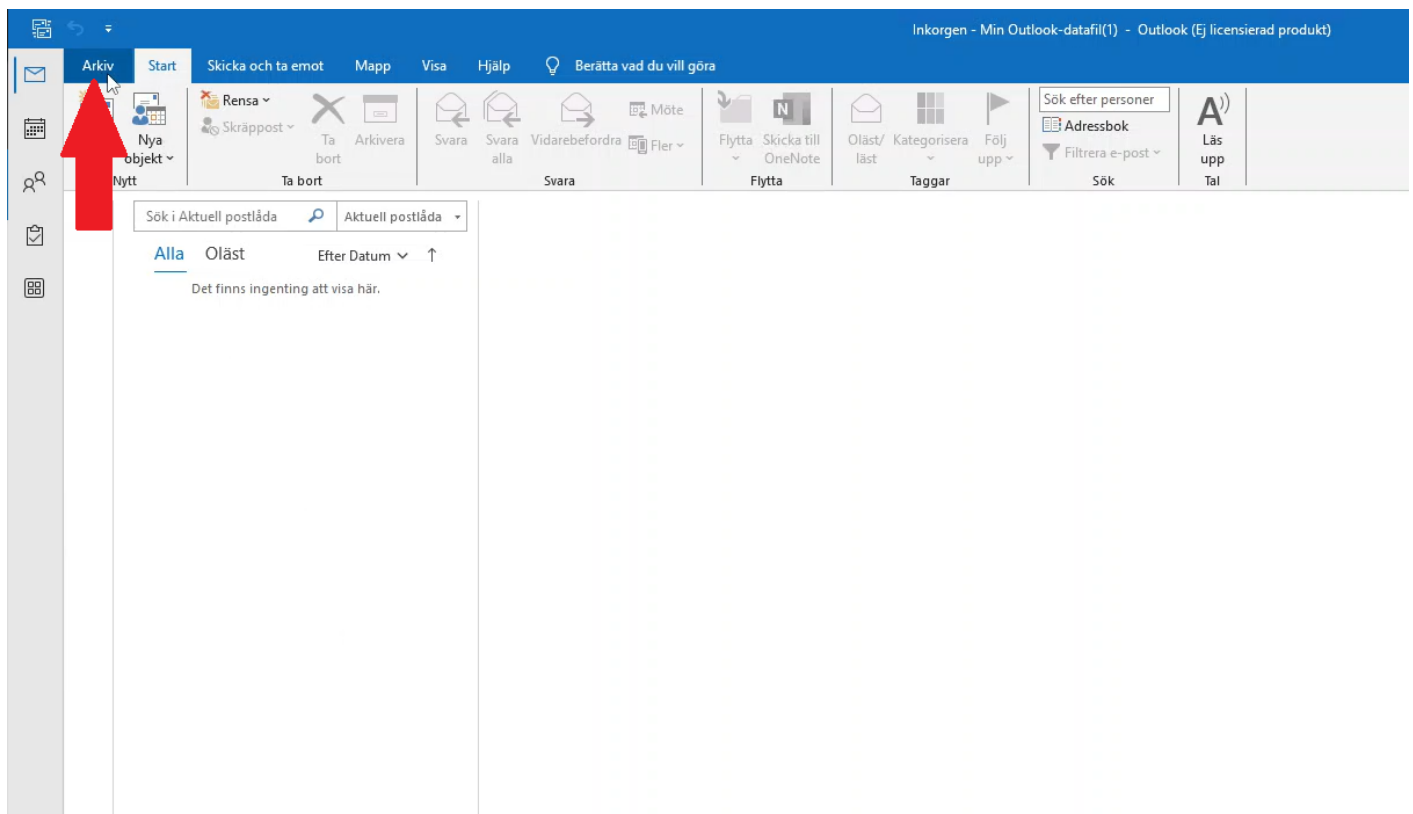 Inkorgen - Min Outlook-datafil(1) - Outlook (Ej licensierad produkt)
Arkiv Start Skicka och ta emot Mapp Visa Hjälp Berätta vad du vill göra
Nya objekt
Nytt
Rensa
Skräppost
Ta bort
Arkivera
Ta bort
Svara
Svara alla
Vidarebefordra
Möte
Fler
Svara
Flytta
Skicka till OneNote
Flytta
Oläst/ läst
Kategorisera
Följ upp
Taggar
Sök efter personer
Adressbok
Filtrera e-post
Sök
Läs upp
Tal
Sök i Aktuell postlåda Aktuell postlåda
Alla Oläst Efter Datum
Det finns ingenting att visa här.